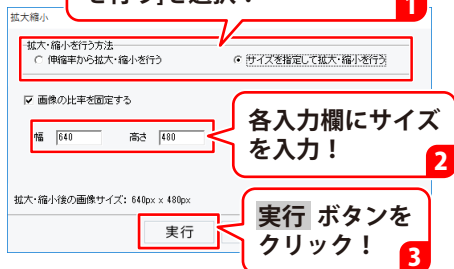 を行う]を選択！
1
拡大縮小
拡大・縮小を行う方法
伸縮率から拡大・縮小を行う
サイズを指定して拡大・縮小を行う
画像の比率を固定する
幅 640 高さ 480
各入力欄にサイズ
を入力！
2
拡大・縮小後の画像サイズ: 640px x 480px
実行
実行 ボタンを
クリック！
3